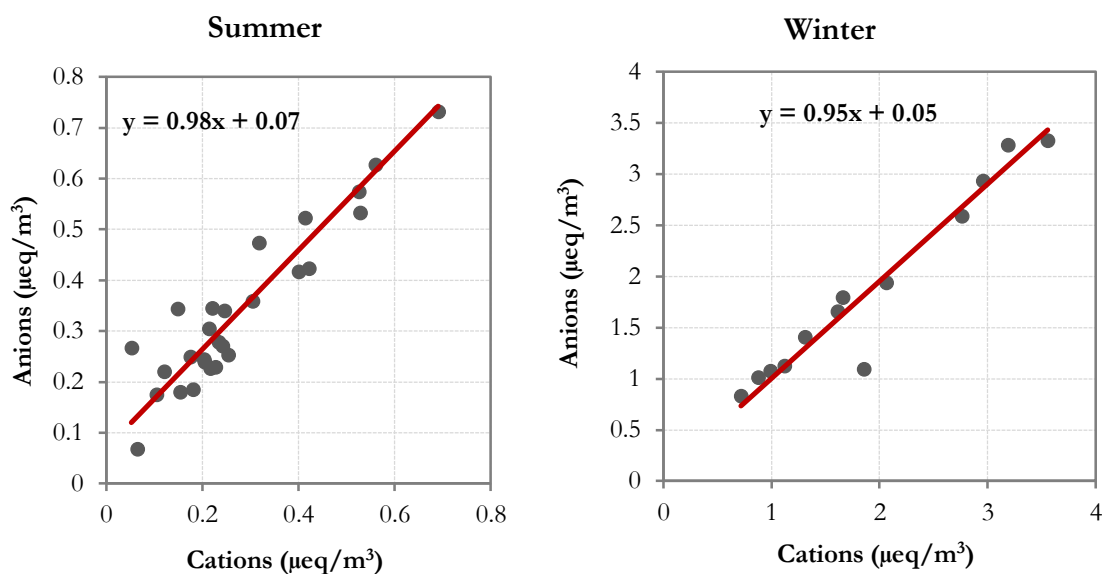 Summer
0.8
0.7
0.6
0.5
0.4
0.3
0.2
0.1
0
y = 0.98x + 0.07
Anions (µeq/m³)
0 0.2 0.4 0.6 0.8
Cations (µeq/m³)
Winter
4
3.5
3
2.5
2
1.5
1
0.5
0
y = 0.95x + 0.05
Anions (µeq/m³)
0 1 2 3 4
Cations (µeq/m³)